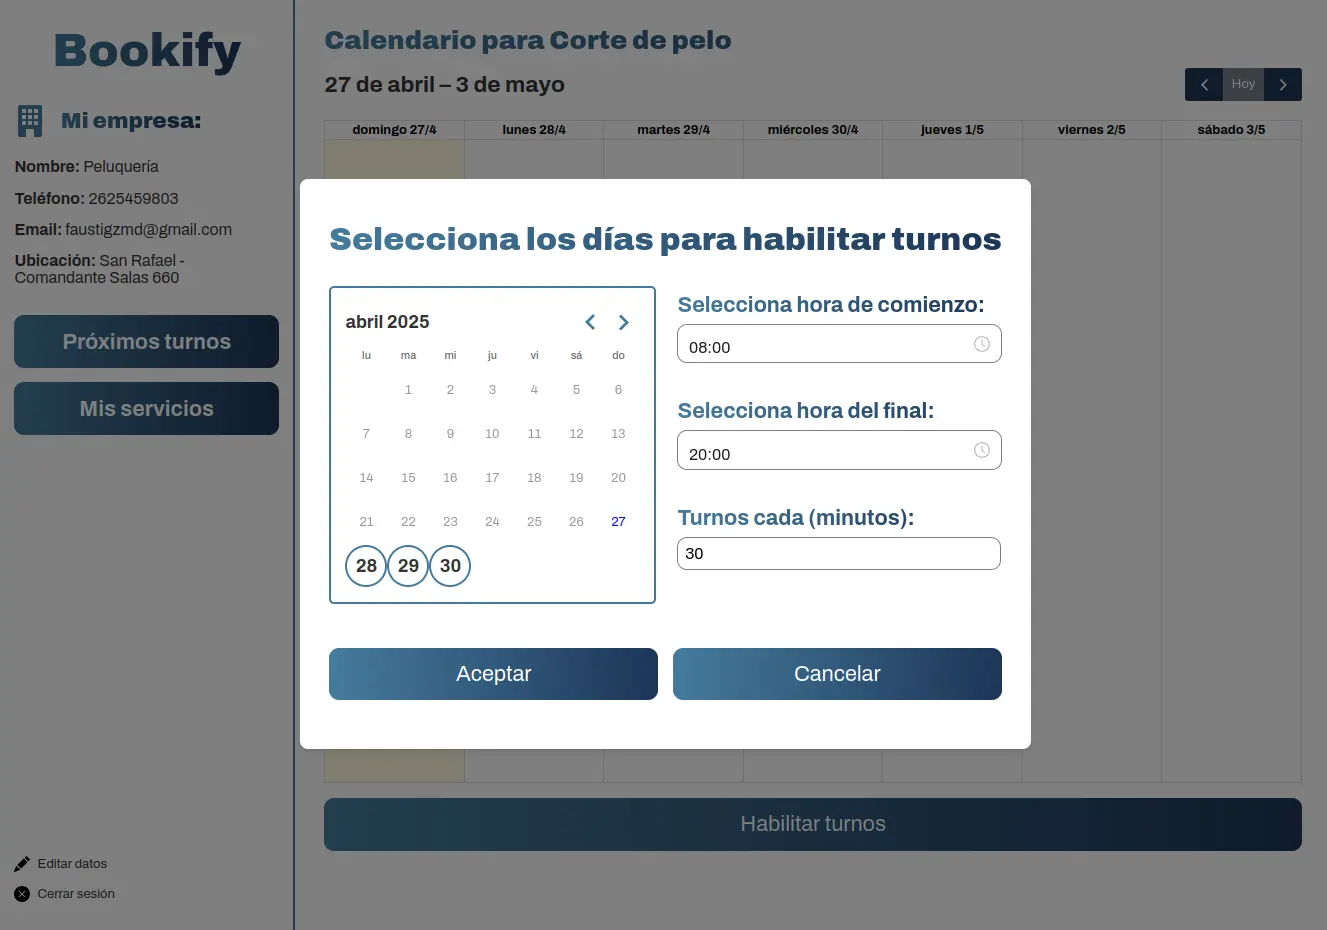 Bookify
Mi empresa:
Nombre: Peluquería
Teléfono: 2625459803
Email: faustigzmd@gmail.com
Ubicación: San Rafael -
Comandante Salas 660
Próximos turnos
Mis servicios
Editar datos
Cerrar sesión
Calendario para Corte de pelo
27 de abril – 3 de mayo
Hoy
domingo 27/4 lunes 28/4 martes 29/4 miércoles 30/4 jueves 1/5 viernes 2/5 sábado 3/5
Selecciona los días para habilitar turnos
abril 2025
lu ma mi ju vi sá do
1 2 3 4 5 6
7 8 9 10 11 12 13
14 15 16 17 18 19 20
21 22 23 24 25 26 27
28 29 30
Selecciona hora de comienzo:
08:00
Selecciona hora del final:
20:00
Turnos cada (minutos):
30
Aceptar
Cancelar
Habilitar turnos